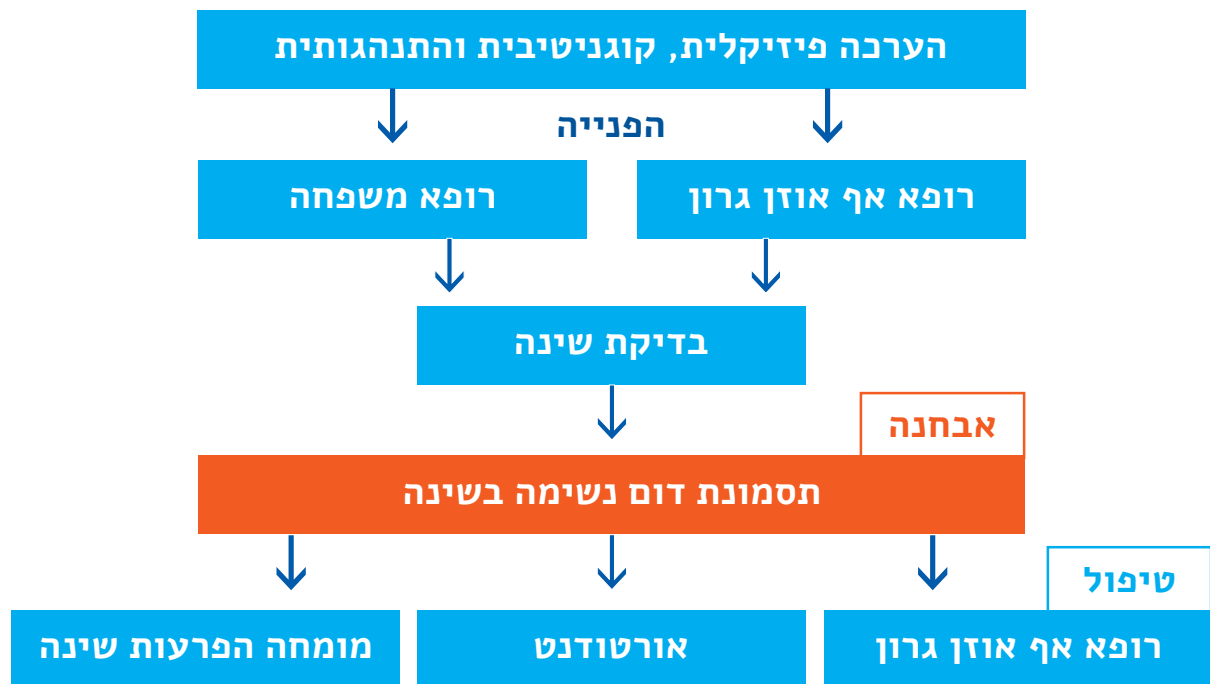 הערכה פיזיקלית, קוגניטיבית והתנהגותית
הפנייה
רופא אף אוזן גרון
רופא משפחה
בדיקת שינה
אבחנה
תסמונת דום נשימה בשינה
טיפול
רופא אף אוזן גרון
אורטודנט
מומחה הפרעות שינה